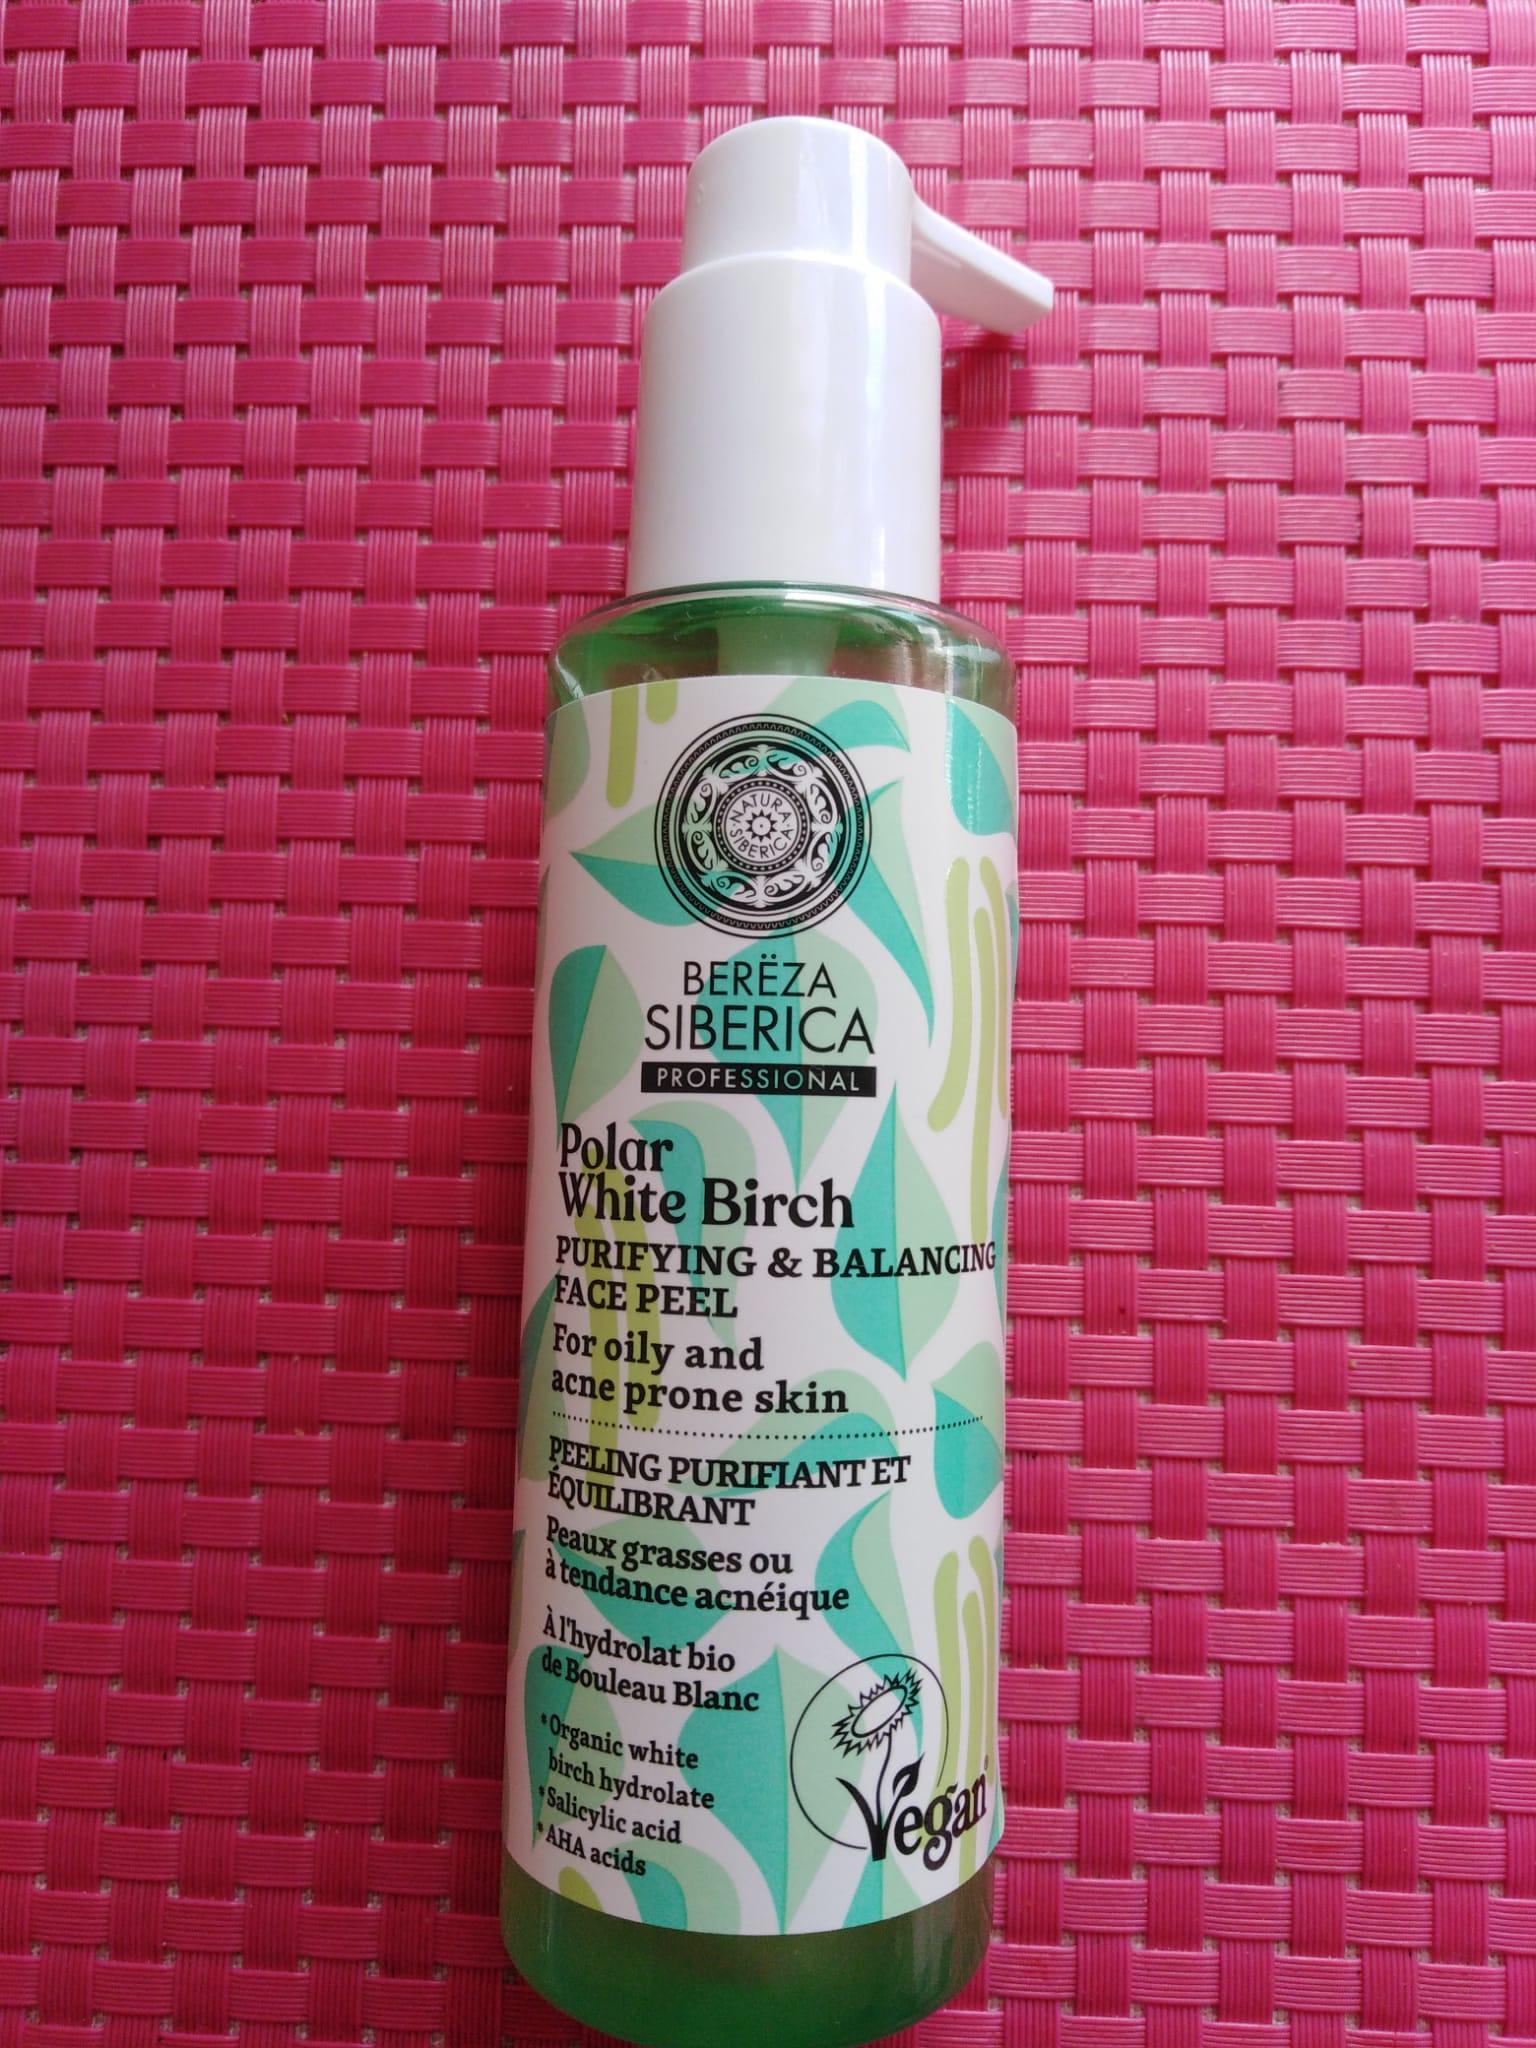 NATURA
SIBERICA
BERËZA
SIBERICA
PROFESSIONAL
Polar
White Birch
PURIFYING & BALANCING
FACE PEEL
For oily and
acne prone skin
PEELING PURIFIANT ET
ÉQUILIBRANT
Peaux grasses ou
à tendance acnéique
À l'hydrolat bio
de Bouleau Blanc
*Organic white
birch hydrolate
*Salicylic acid
*AHA acids
Vegan®